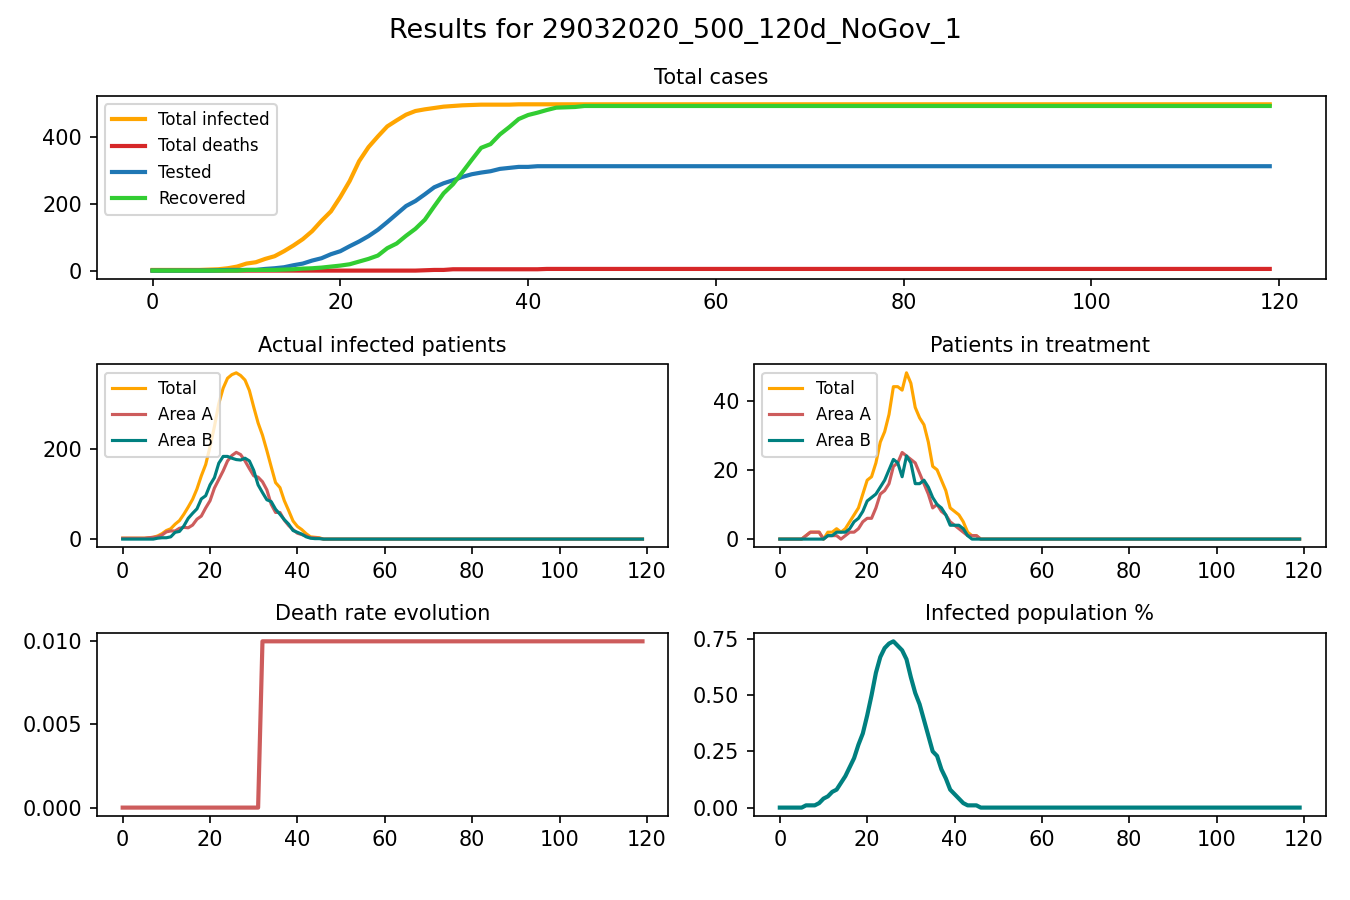 Results for 29032020_500_120d_NoGov_1
Total cases
Total infected
Total deaths
Tested
Recovered
400
200
0
0 20 40 60 80 100 120
Actual infected patients
Total
Area A
Area B
200
0
0 20 40 60 80 100 120
Patients in treatment
Total
Area A
Area B
40
20
0
0 20 40 60 80 100 120
Death rate evolution
0.010
0.005
0.000
0 20 40 60 80 100 120
Infected population %
0.75
0.50
0.25
0.00
0 20 40 60 80 100 120